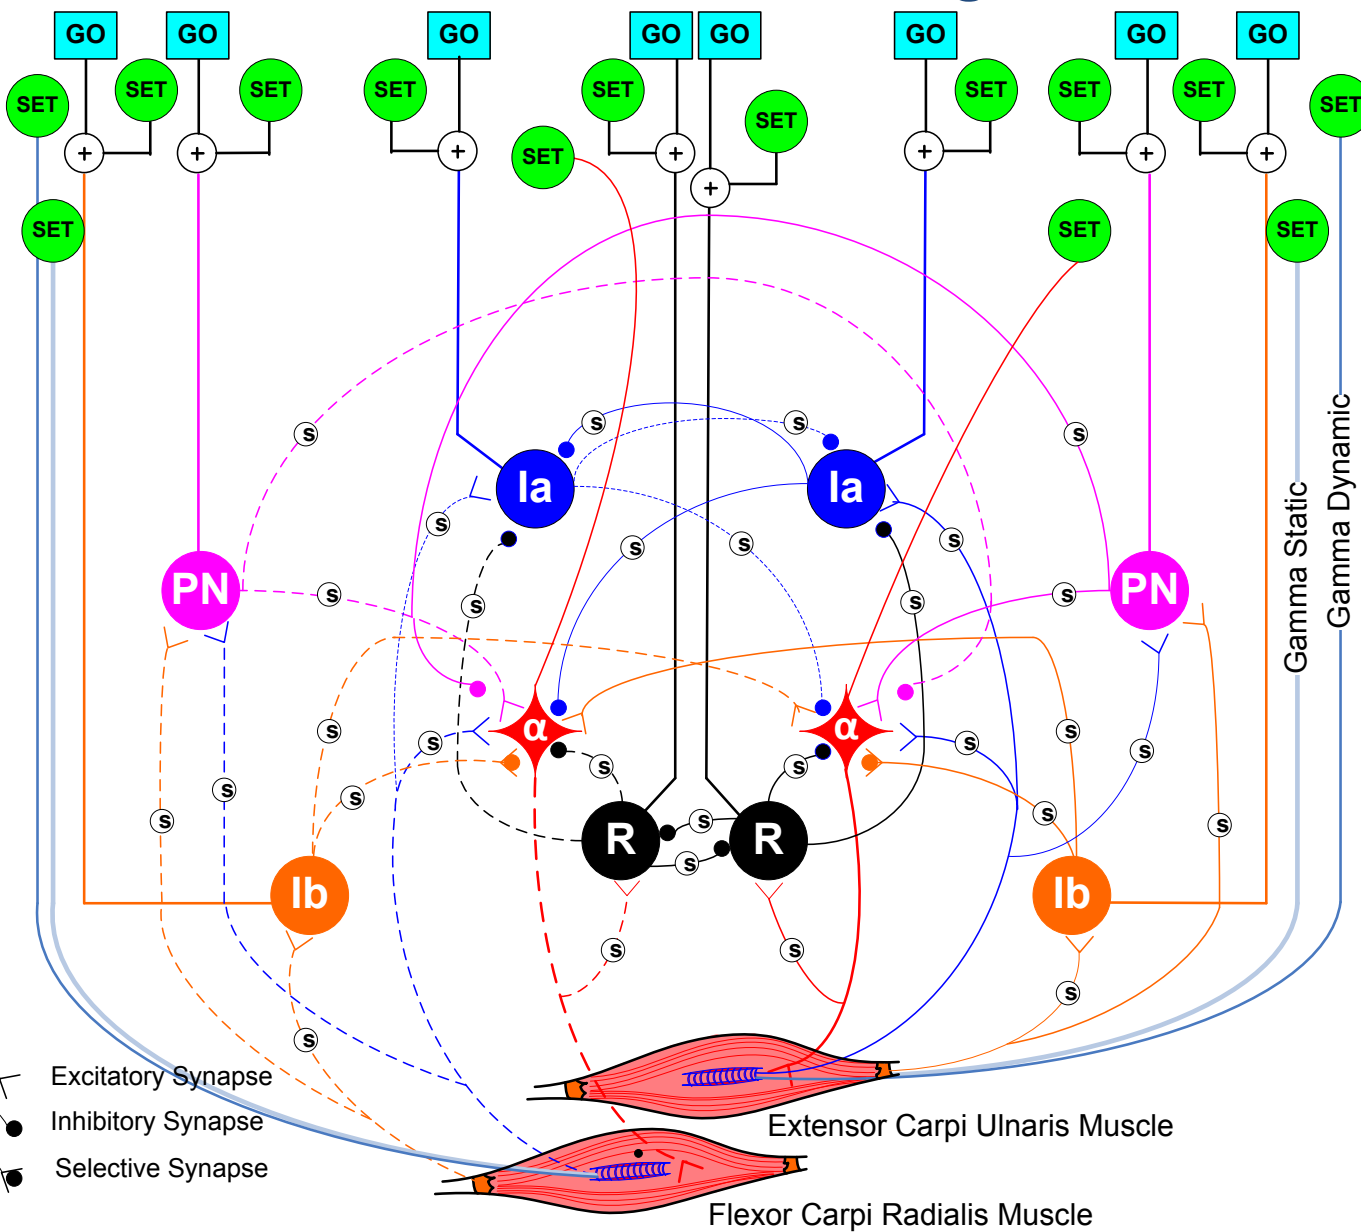 GO GO GO GO GO GO GO GO
SET SET SET SET SET SET SET SET SET
SET SET
+ + + + + + +
SET
+
SET SET SET
s s s
s s
Ia Ia
s s
s s
PN s s s s PN
Gamma Static
Gamma Dynamic
α α
s s s s
s s
s s s
s s
s s
R s R
s
Ib Ib
s s
s
s
Excitatory Synapse
Inhibitory Synapse
Selective Synapse
Extensor Carpi Ulnaris Muscle
Flexor Carpi Radialis Muscle